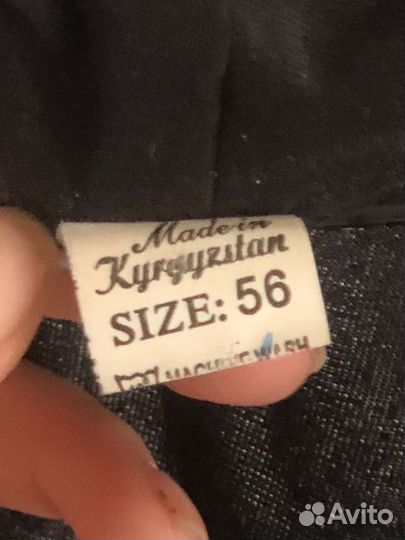 Made in
Kyrgyzstan
SIZE: 56
MACHINE WASH
Avito